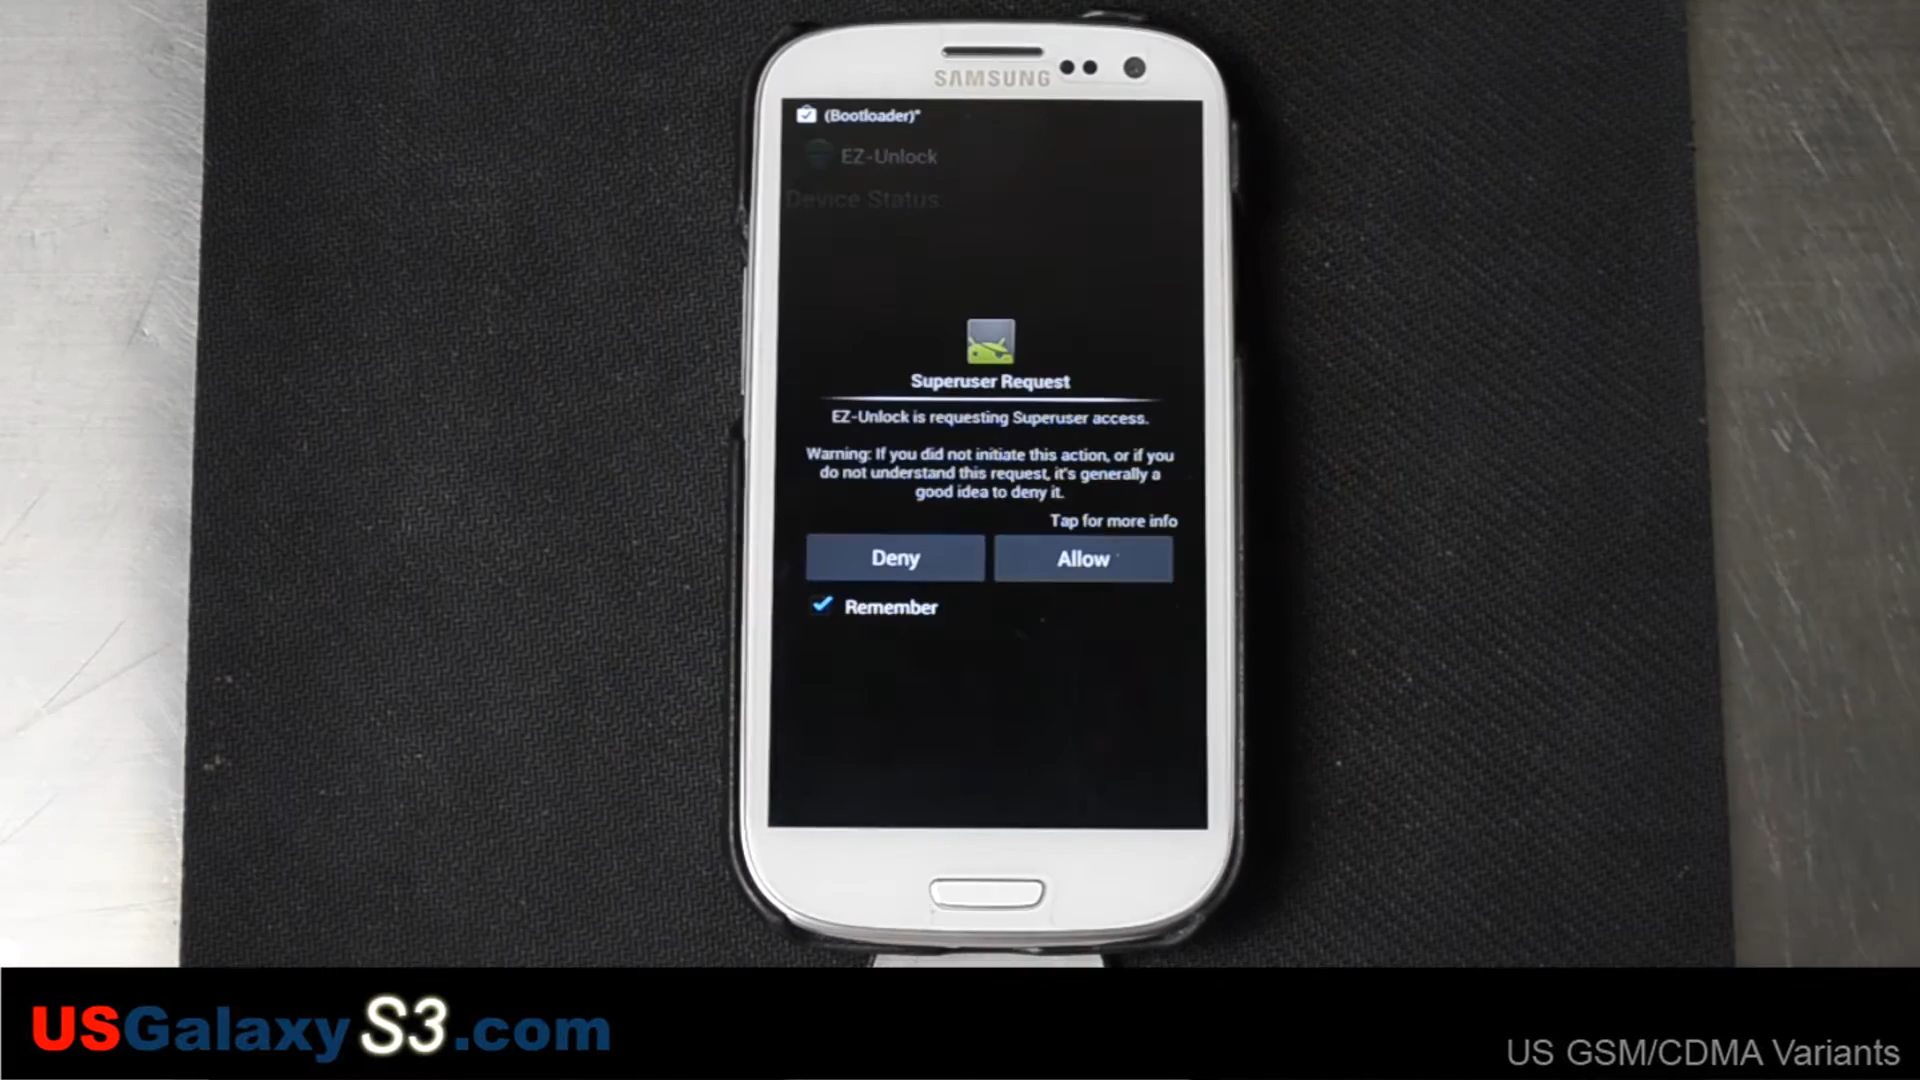 SAMSUNG
(Bootloader)"
EZ-Unlock
Device Status
Superuser Request
EZ-Unlock is requesting Superuser access.
Warning: If you did not initiate this action, or if you
do not understand this request, it's generally a
good idea to deny it.
Tap for more info
Deny
Allow
Remember
USGalaxyS3.com
US GSM/CDMA Variants